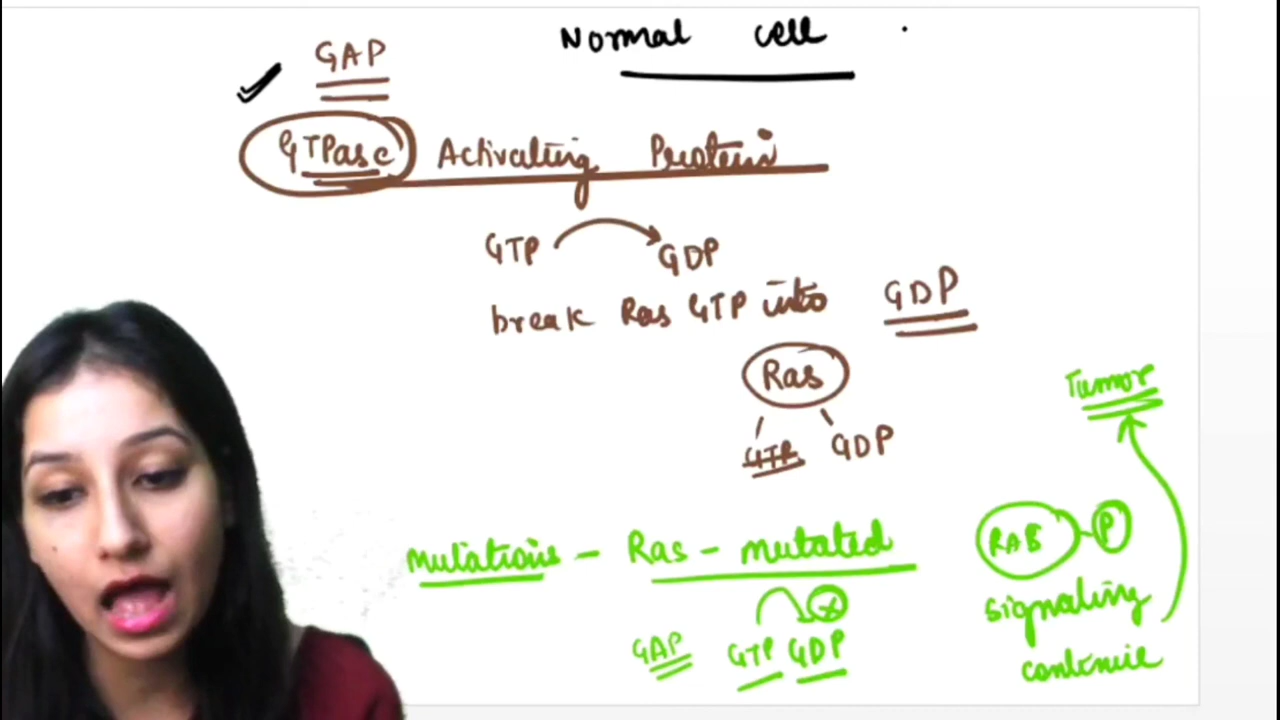 Normal cell
GAP
GTPase Activating Protein
GTP GDP
break Ras GTP into GDP
Ras
GTP GDP
Tumor
mutations - Ras - mutated
RAB - P
signaling
continue
GAP GTP GDP